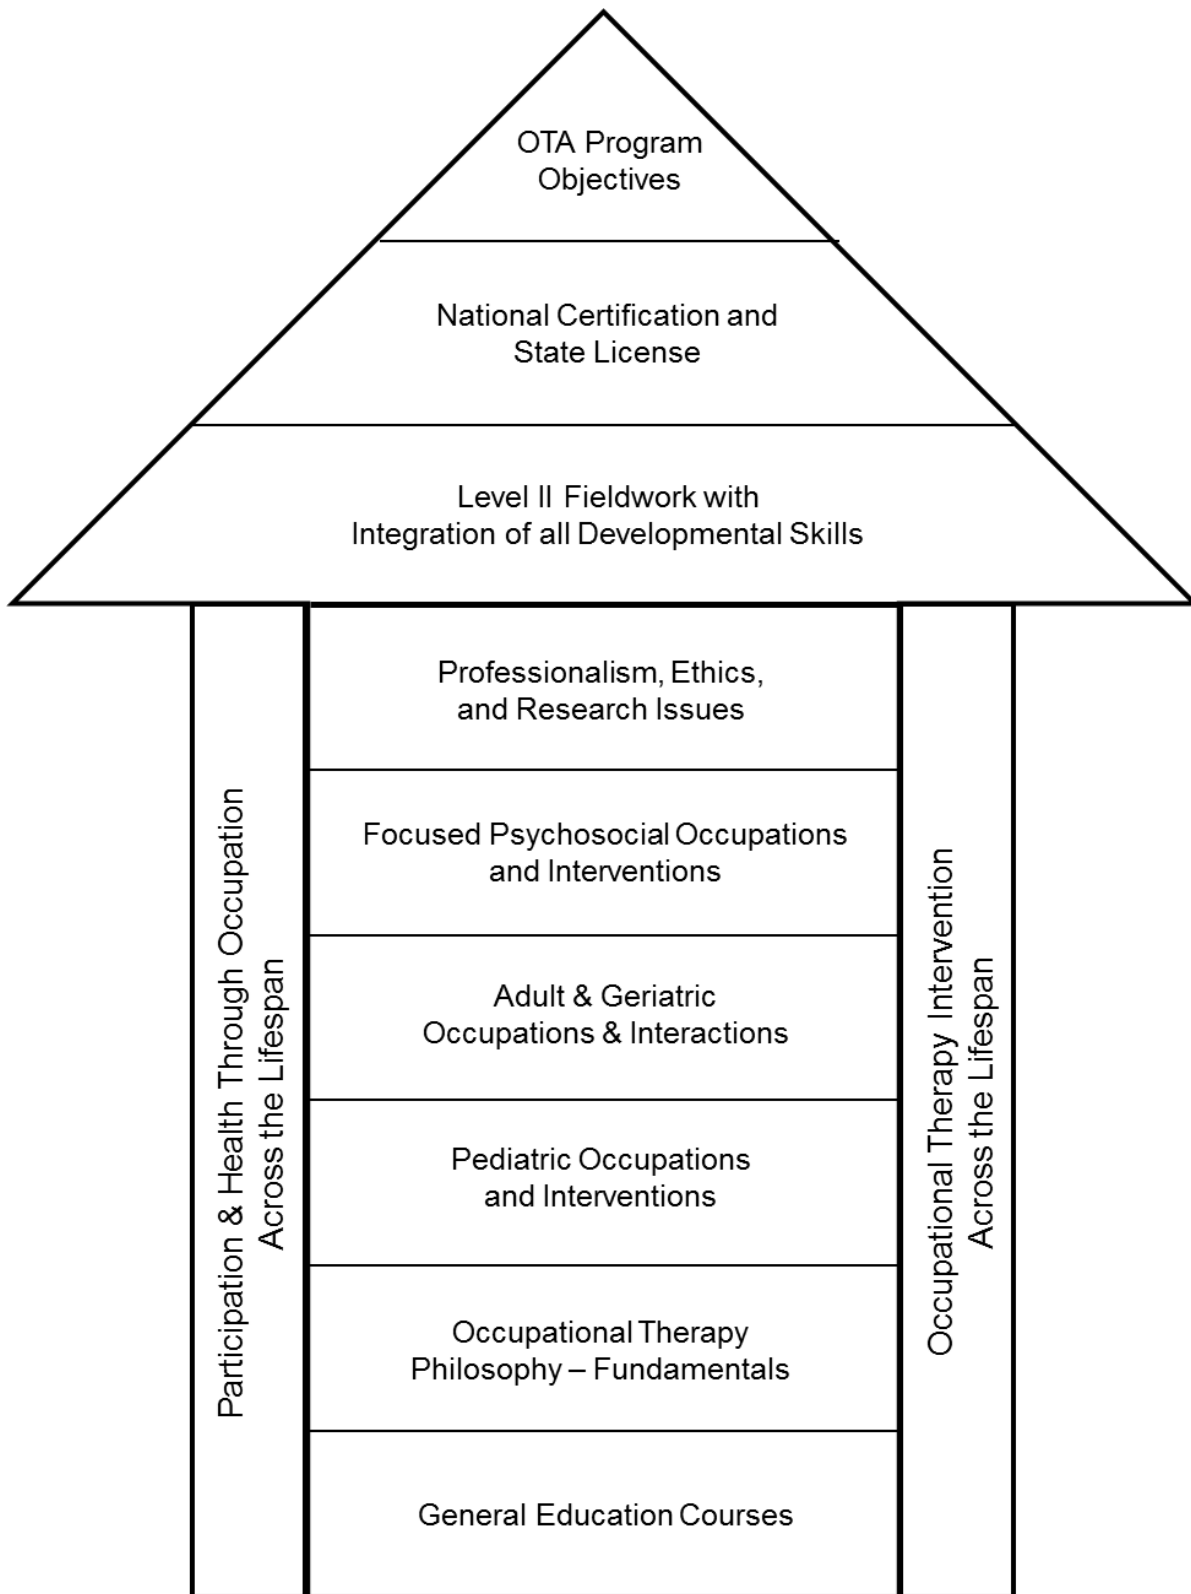 OTA Program
Objectives
National Certification and
State License
Level II Fieldwork with
Integration of all Developmental Skills
Professionalism, Ethics,
and Research Issues
Focused Psychosocial Occupations
and Interventions
Adult & Geriatric
Occupations & Interactions
Pediatric Occupations
and Interventions
Occupational Therapy
Philosophy – Fundamentals
General Education Courses
Participation & Health Through Occupation
Across the Lifespan
Occupational Therapy Intervention
Across the Lifespan